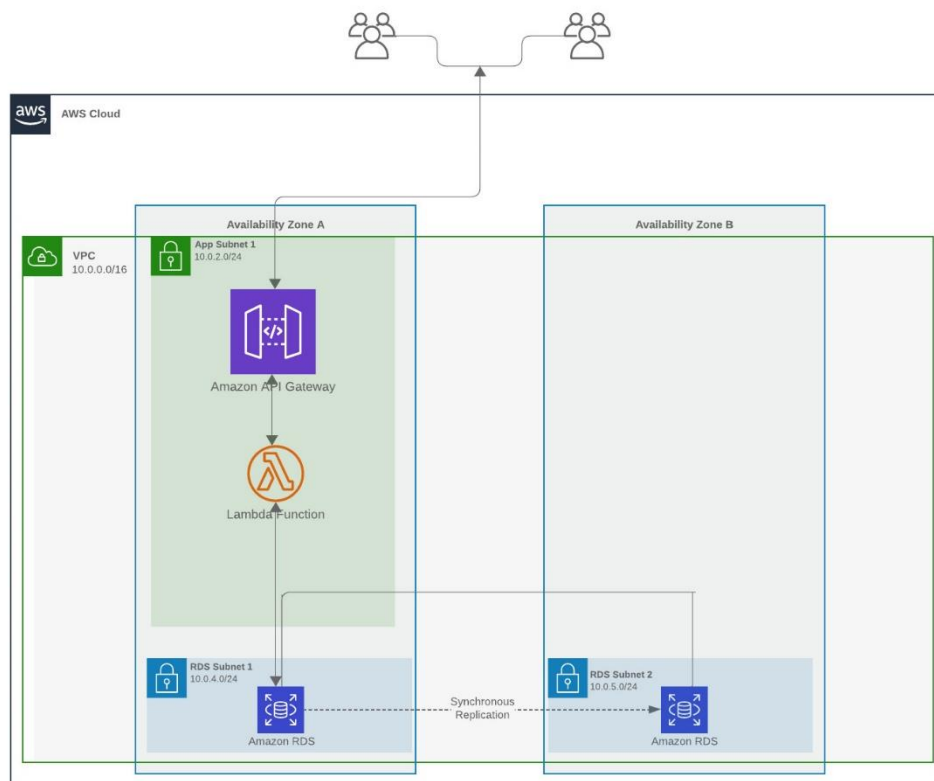 aws
AWS Cloud
Availability Zone A
Availability Zone B
VPC
10.0.0.0/16
App Subnet 1
10.0.2.0/24
</>
Amazon API Gateway
Lambda Function
RDS Subnet 1
10.0.4.0/24
RDS Subnet 2
10.0.5.0/24
Synchronous
Replication
Amazon RDS
Amazon RDS